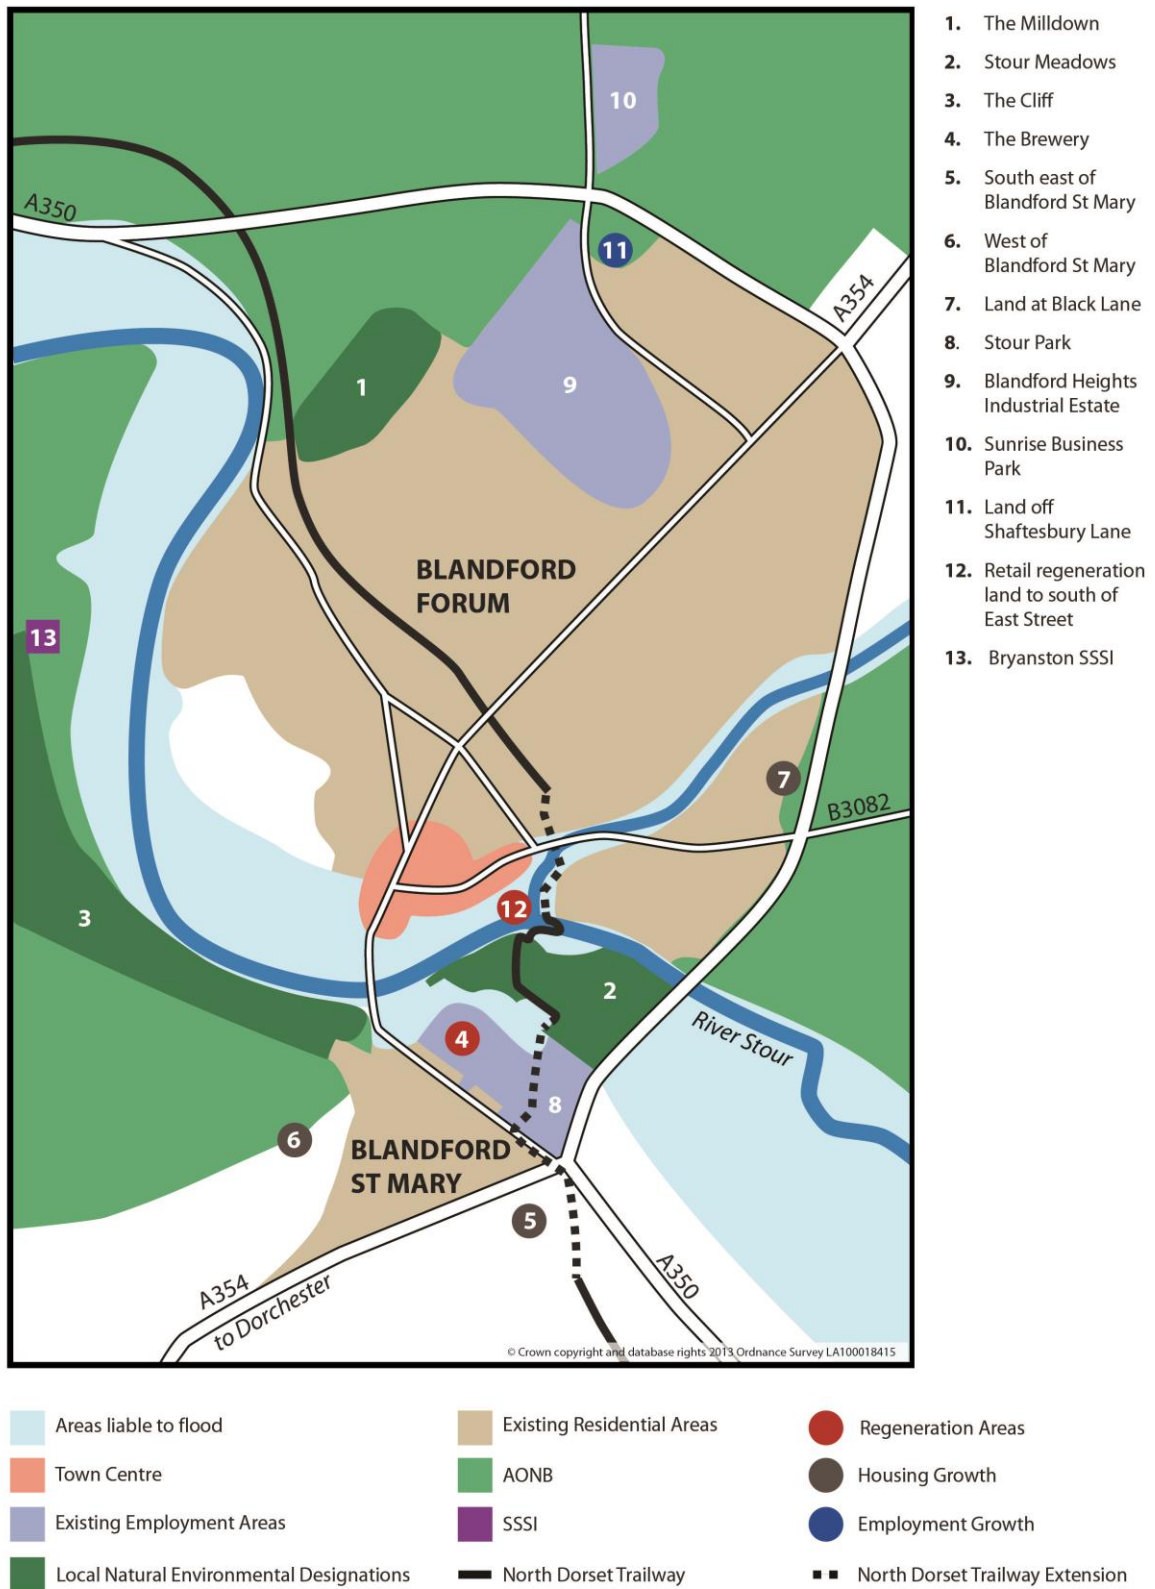 10
A350
11
A354
1
9
BLANDFORD
FORUM
13
7
B3082
3
12
2
River Stour
4
8
6
BLANDFORD
ST MARY
5
A354
to Dorchester
A350
© Crown copyright and database rights 2013 Ordnance Survey LA100018415
1. The Milldown
2. Stour Meadows
3. The Cliff
4. The Brewery
5. South east of
Blandford St Mary
6. West of
Blandford St Mary
7. Land at Black Lane
8. Stour Park
9. Blandford Heights
Industrial Estate
10. Sunrise Business
Park
11. Land off
Shaftesbury Lane
12. Retail regeneration
land to south of
East Street
13. Bryanston SSSI
Areas liable to flood
Town Centre
Existing Employment Areas
Local Natural Environmental Designations
Existing Residential Areas
AONB
SSSI
North Dorset Trailway
Regeneration Areas
Housing Growth
Employment Growth
North Dorset Trailway Extension